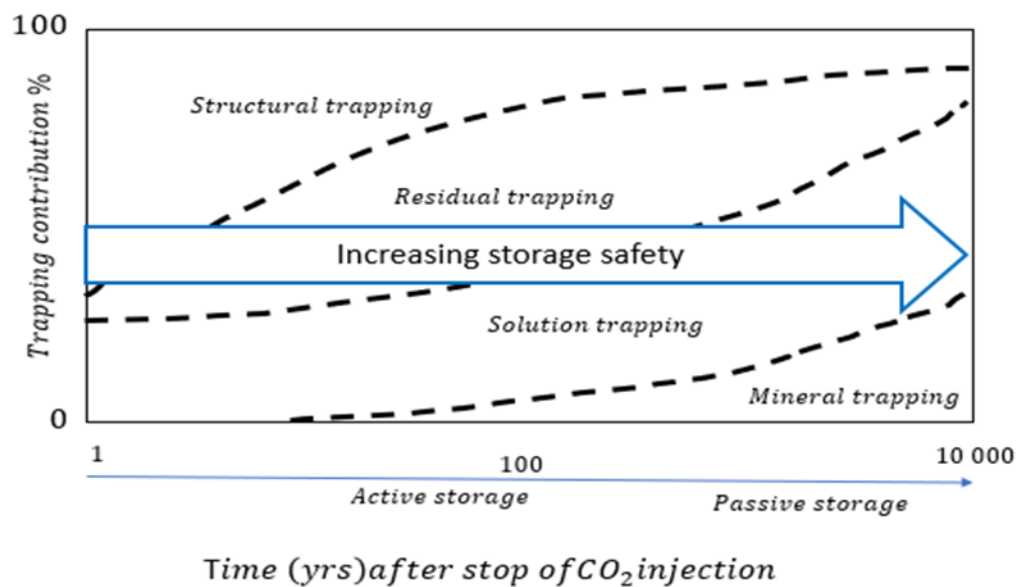 100
Trapping contribution %
Structural trapping
Residual trapping
Increasing storage safety
Solution trapping
Mineral trapping
0
1
100
10 000
Active storage
Passive storage
Time (yrs)after stop ofCO₂injection